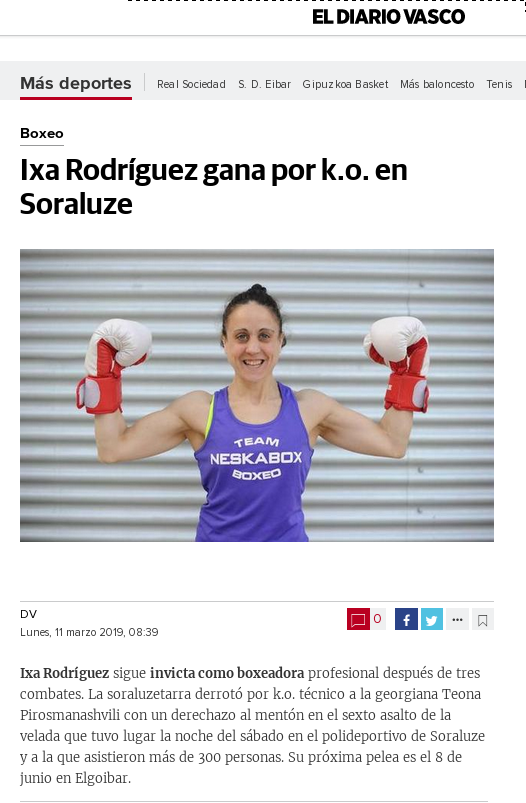 EL DIARIO VASCO
Más deportes Real Sociedad S. D. Eibar Gipuzkoa Basket Más baloncesto Tenis
Boxeo
Ixa Rodríguez gana por k.o. en
Soraluze
TEAM
NESKABOX
BOXEO
DV
0
Lunes, 11 marzo 2019, 08:39
Ixa Rodríguez sigue invicta como boxeadora profesional después de tres
combates. La soraluzetarra derrotó por k.o. técnico a la georgiana Teona
Pirosmanashvili con un derechazo al mentón en el sexto asalto de la
velada que tuvo lugar la noche del sábado en el polideportivo de Soraluze
y a la que asistieron más de 300 personas. Su próxima pelea es el 8 de
junio en Elgoibar.